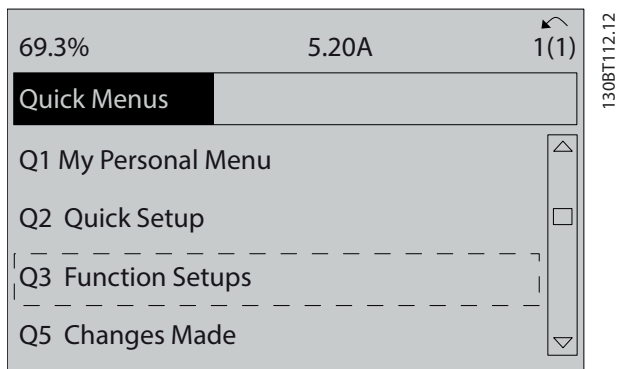 69.3% 5.20A 1(1)
Quick Menus
Q1 My Personal Menu
Q2 Quick Setup
Q3 Function Setups
Q5 Changes Made
130BT112.12